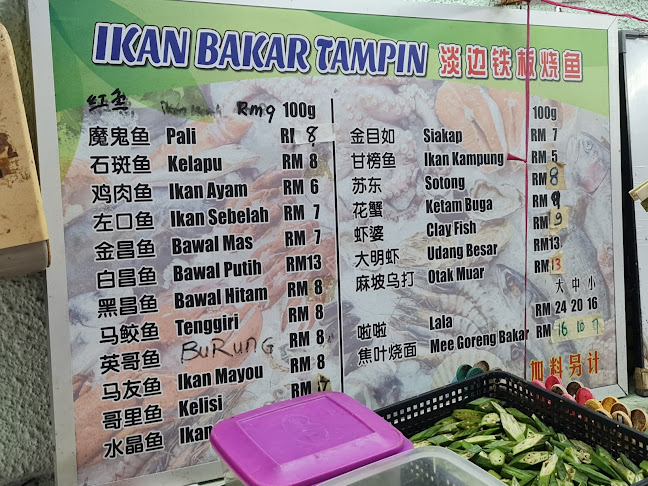 IKAN BAKAR TAMPIN 淡边铁板烧鱼
红鱼 Rm9 100g
魔鬼鱼 Pali RM 8
石斑鱼 Kelapu RM 8
鸡肉鱼 Ikan Ayam RM 6
左口鱼 Ikan Sebelah RM 7
金昌鱼 Bawal Mas RM 7
白昌鱼 Bawal Putih RM13
黑昌鱼 Bawal Hitam RM 8
马鲛鱼 Tenggiri RM 8
英哥鱼 BuRunG RM 8
马友鱼 Ikan Mayou RM 8
哥里鱼 Kelisi RM
水晶鱼 Ikan
100g
金目如 Siakap RM 7
甘榜鱼 Ikan Kampung RM 5
苏东 Sotong RM 8
花蟹 Ketam Buga RM 9
虾婆 Clay Fish RM 9
大明虾 Udang Besar RM13
麻坡乌打 Otak Muar RM 13
大 中 小
啦啦 Lala RM 24 20 16
焦叶烧面 Mee Goreng Bakar RM 16 10 7
加料另计